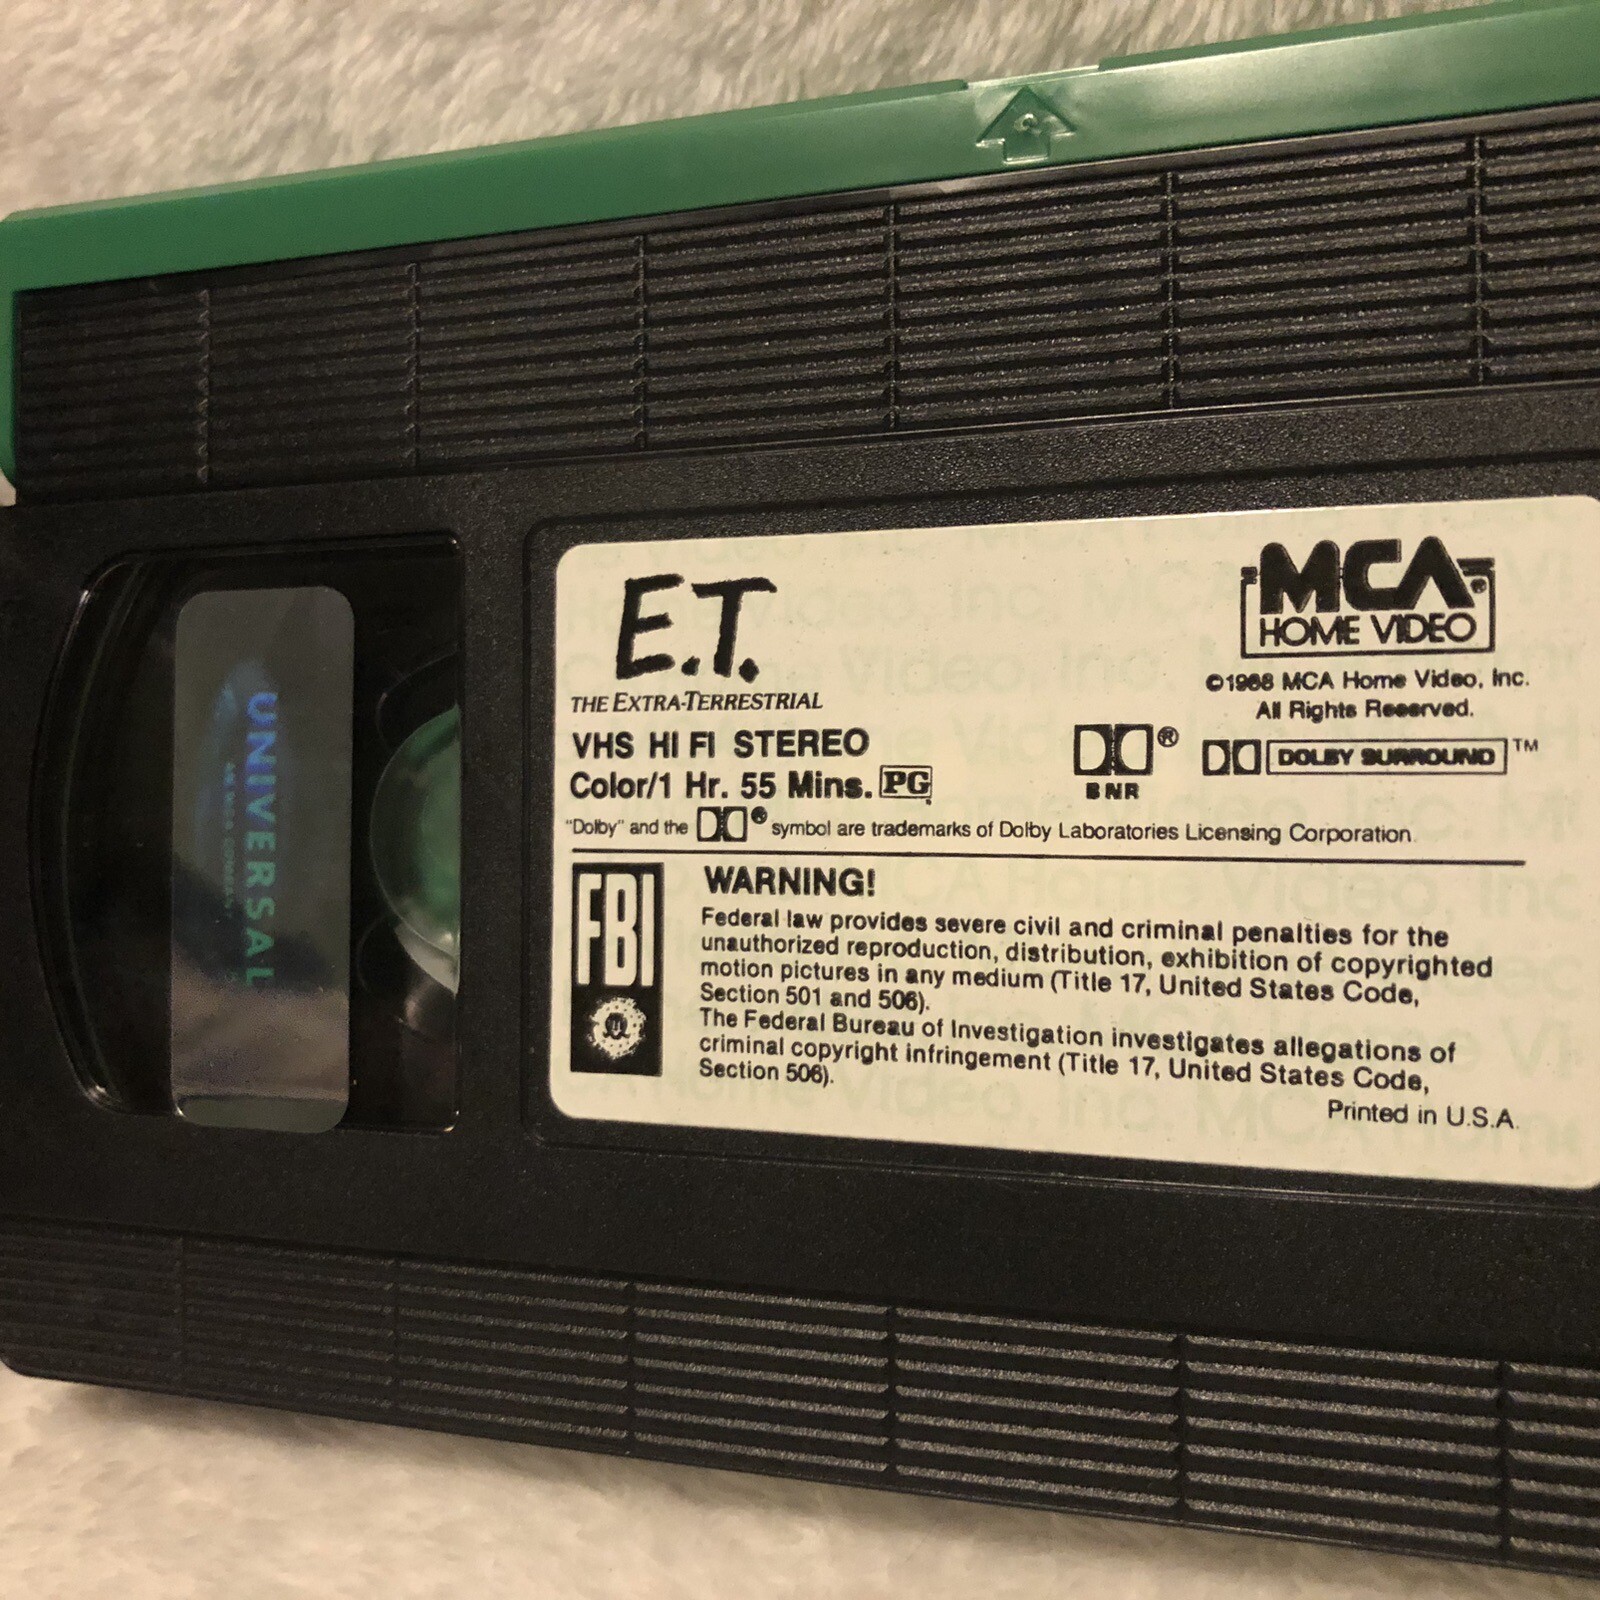 E.T.
THE EXTRA-TERRESTRIAL
VHS HI FI STEREO
Color/1 Hr. 55 Mins. PG
MCA®
HOME VIDEO
©1988 MCA Home Video, Inc.
All Rights Reserved.
® BNR
DOLBY SURROUND™
"Dolby" and the ® symbol are trademarks of Dolby Laboratories Licensing Corporation.
FBI
WARNING!
Federal law provides severe civil and criminal penalties for the
unauthorized reproduction, distribution, exhibition of copyrighted
motion pictures in any medium (Title 17, United States Code,
Section 501 and 506).
The Federal Bureau of Investigation investigates allegations of
criminal copyright infringement (Title 17, United States Code,
Section 506).
Printed in U.S.A.
UNIVERSAL
AN MCA COMPANY